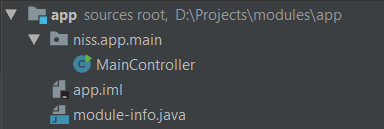 app sources root, D:\Projects\modules\app
niss.app.main
MainController
app.iml
module-info.java